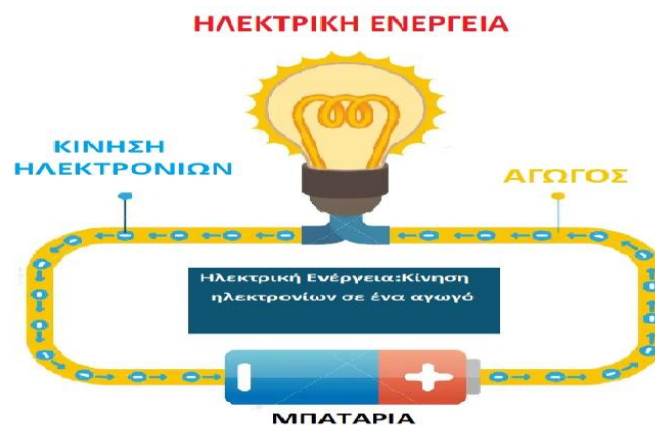 ΗΛΕΚΤΡΙΚΗ ΕΝΕΡΓΕΙΑ
ΚΙΝΗΣΗ
ΗΛΕΚΤΡΟΝΙΩΝ
ΑΓΩΓΟΣ
Ηλεκτρική Ενέργεια:Κίνηση
ηλεκτρονίων σε ένα αγωγό
ΜΠΑΤΑΡΙΑ